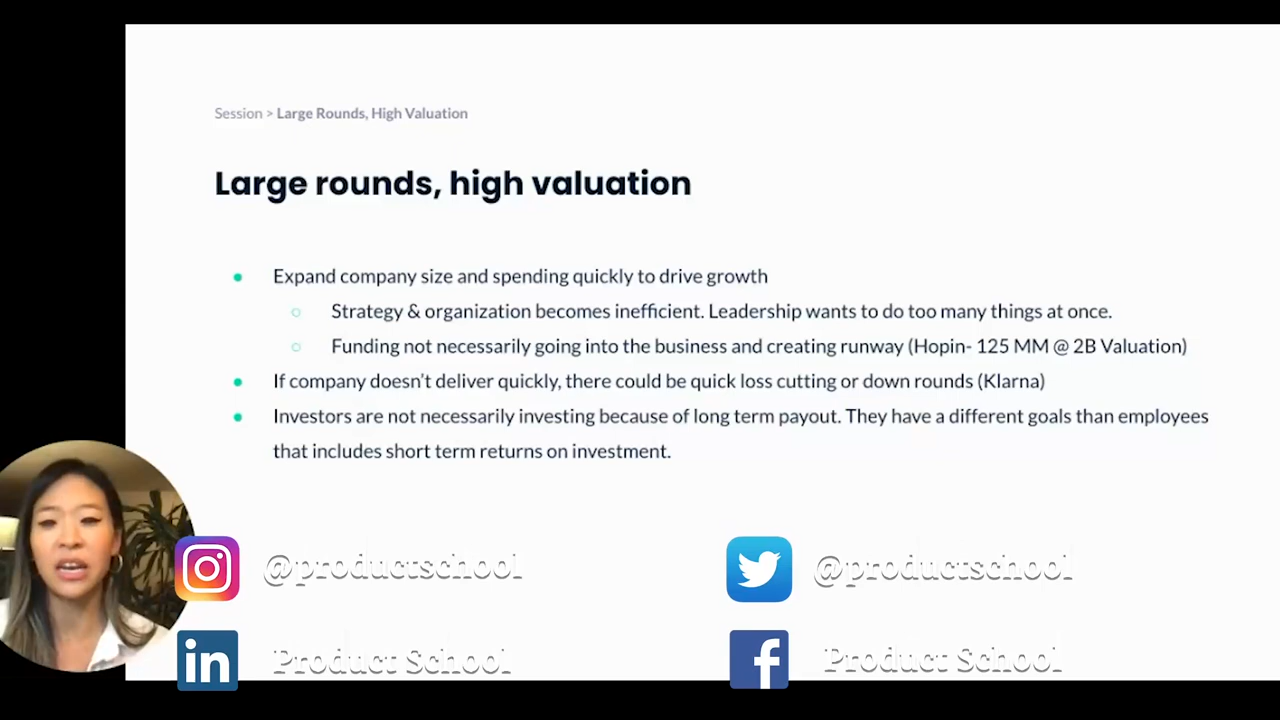 Session > Large Rounds, High Valuation
Large rounds, high valuation
Expand company size and spending quickly to drive growth
Strategy & organization becomes inefficient. Leadership wants to do too many things at once.
Funding not necessarily going into the business and creating runway (Hopin- 125 MM @ 2B Valuation)
If company doesn't deliver quickly, there could be quick loss cutting or down rounds (Klarna)
Investors are not necessarily investing because of long term payout. They have a different goals than employees
that includes short term returns on investment.
@productschool
@productschool
in Product School
f Product School